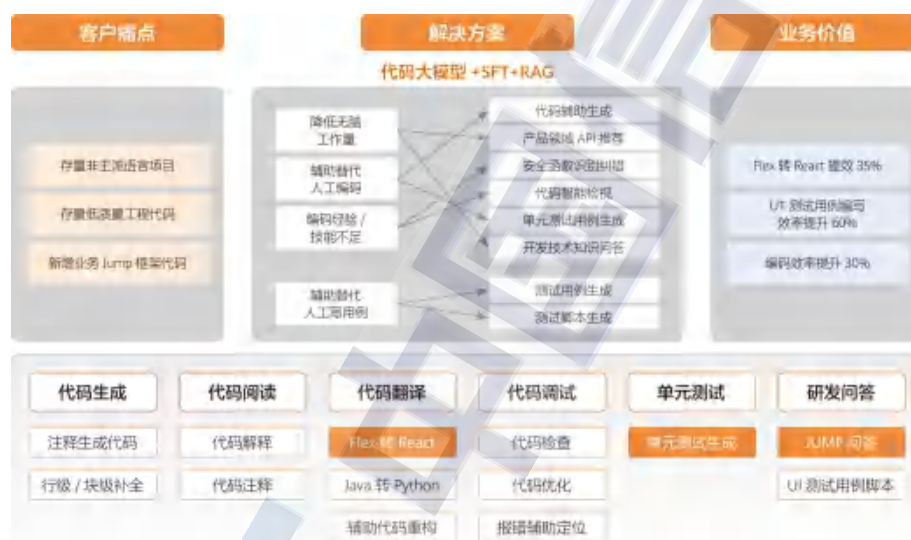 客户痛点
解决方案
业务价值
代码大模型+SFT+RAG
存量非主流语言项目
存量低质量工程代码
新增业务 Jump 框架代码
降低无脑
工作量
辅助替代
人工编码
编码经验 /
技能不足
辅助替代
人工写用例
代码辅助生成
产品领域 API 推荐
安全函数识别纠错
代码智能检视
单元测试用例生成
开发技术知识问答
测试用例生成
测试脚本生成
Flex 转 React 提效 35%
UT 测试用例编写
效率提升 60%
编码效率提升 30%
代码生成
代码阅读
代码翻译
代码调试
单元测试
研发问答
注释生成代码
代码解释
Flex 转 React
代码检查
单元测试生成
JUMP 问答
行级 / 块级补全
代码注释
Java 转 Python
代码优化
UI 测试用例脚本
辅助代码重构
报错辅助定位